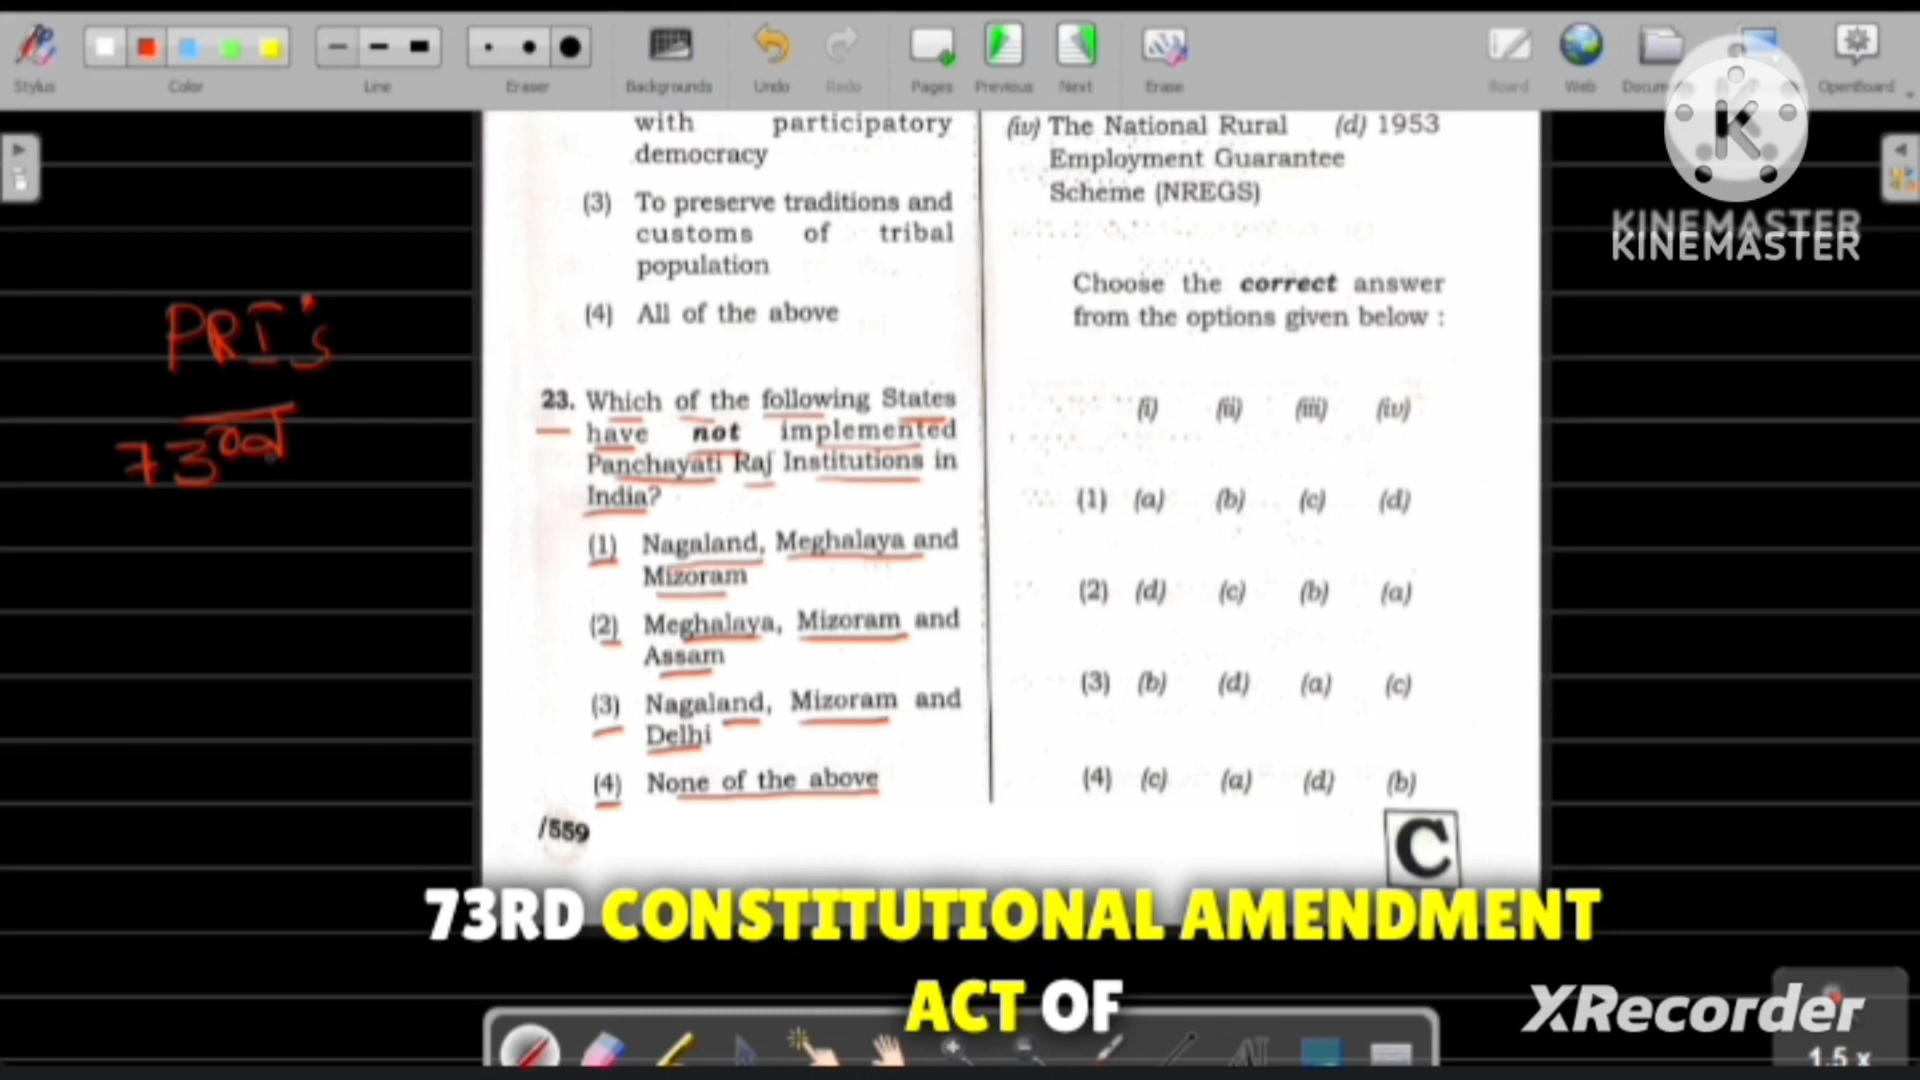 Stylus
Color
Line
Eraser
Backgrounds
Undo
Redo
Pages
Previous
Next
Erase
Board
Web
OpenBoard
KINEMASTER
KINEMASTER
PRI's
73rd
with participatory
democracy
(3) To preserve traditions and
customs of tribal
population
(4) All of the above
23. Which of the following States
have not implemented
Panchayati Raj Institutions in
India?
(1) Nagaland, Meghalaya and
Mizoram
(2) Meghalaya, Mizoram and
Assam
(3) Nagaland, Mizoram and
Delhi
(4) None of the above
/559
(iv) The National Rural (d) 1953
Employment Guarantee
Scheme (NREGS)
Choose the correct answer
from the options given below :
(i) (ii) (iii) (iv)
(1) (a) (b) (c) (d)
(2) (d) (c) (b) (a)
(3) (b) (d) (a) (c)
(4) (c) (a) (d) (b)
C
73RD CONSTITUTIONAL AMENDMENT
ACT OF
XRecorder
1.5 x